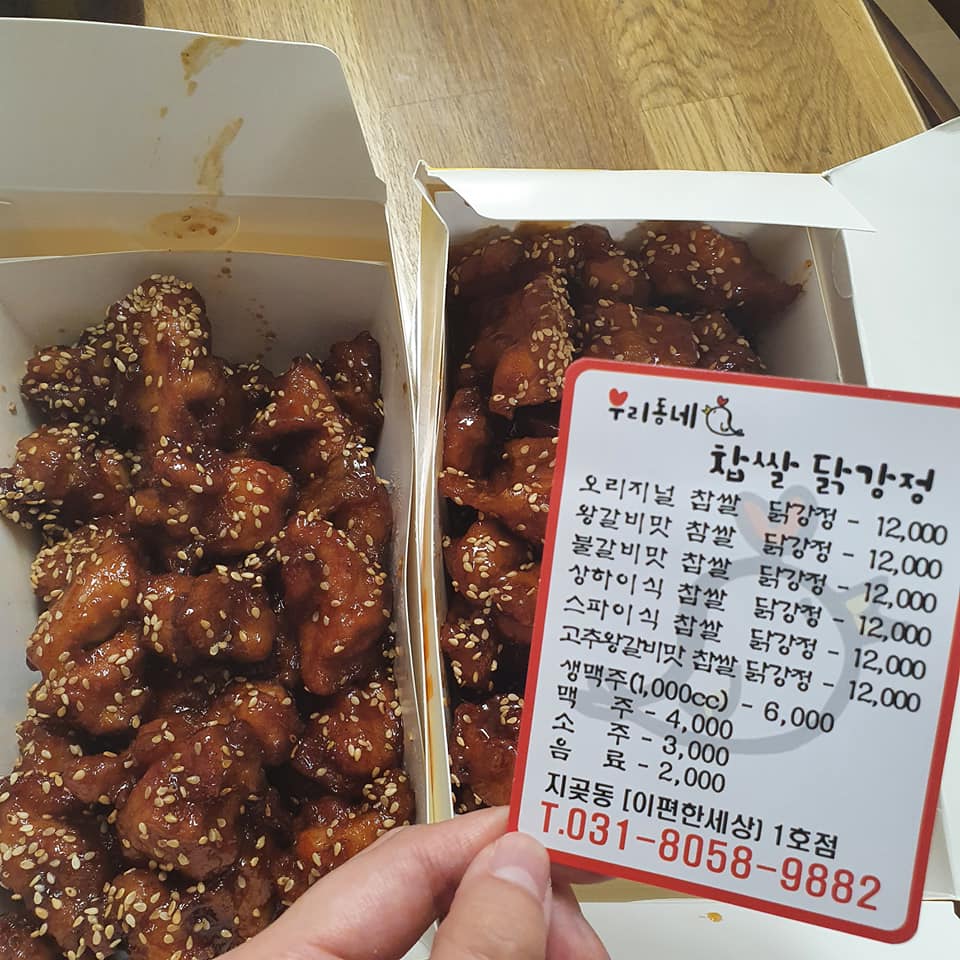 우리동네
찹쌀 닭강정
오리지널 찹쌀 닭강정 - 12,000
왕갈비맛 찹쌀 닭강정 - 12,000
불갈비맛 찹쌀 닭강정 - 12,000
상하이식 찹쌀 닭강정 - 12,000
스파이식 찹쌀 닭강정 - 12,000
고추왕갈비맛 찹쌀 닭강정 - 12,000
생맥주(1,000cc) - 6,000
맥 주 - 4,000
소 주 - 3,000
음 료 - 2,000
지곶동 [이편한세상] 1호점
T.031-8058-9882